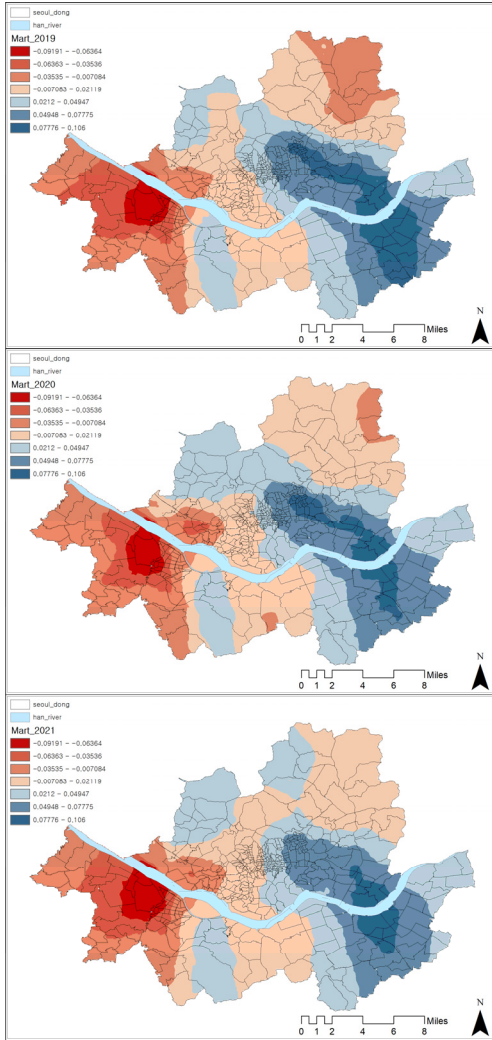 seoul_dong
han_river
Mart_2019
-0.09191 - -0.06364
-0.06363 - -0.03536
-0.03535 - -0.007084
-0.007083 - 0.02119
0.0212 - 0.04947
0.04948 - 0.07775
0.07776 - 0.106
N
Miles
0 1 2 4 6 8
seoul_dong
han_river
Mart_2020
-0.09191 - -0.06364
-0.06363 - -0.03536
-0.03535 - -0.007084
-0.007083 - 0.02119
0.0212 - 0.04947
0.04948 - 0.07775
0.07776 - 0.106
N
Miles
0 1 2 4 6 8
seoul_dong
han_river
Mart_2021
-0.09191 - -0.06364
-0.06363 - -0.03536
-0.03535 - -0.007084
-0.007083 - 0.02119
0.0212 - 0.04947
0.04948 - 0.07775
0.07776 - 0.106
N
Miles
0 1 2 4 6 8